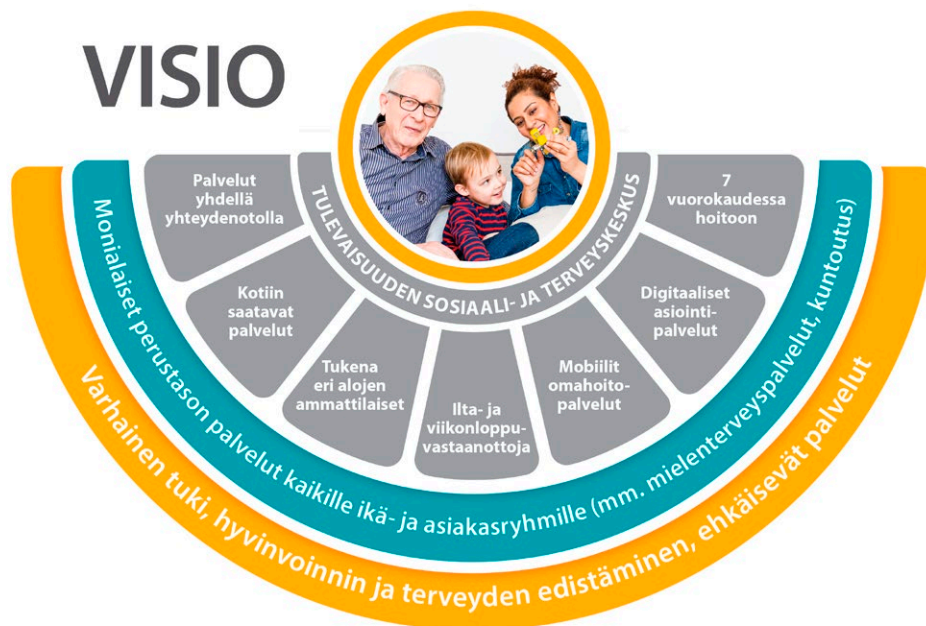 VISIO
TULEVAISUUDEN SOSIAALI- JA TERVEYSKESKUS
Palvelut
yhdellä
yhteydenotolla
Kotiin
saatavat
palvelut
Tukena
eri alojen
ammattilaiset
Ilta- ja
viikonloppu-
vastaanottoja
Mobiilit
omahoito-
palvelut
Digitaaliset
asiointi-
palvelut
7
vuorokaudessa
hoitoon
Monialaiset perustason palvelut kaikille ikä- ja asiakasryhmille (mm. mielenterveyspalvelut, kuntoutus)
Varhainen tuki, hyvinvoinnin ja terveyden edistäminen, ehkäisevät palvelut